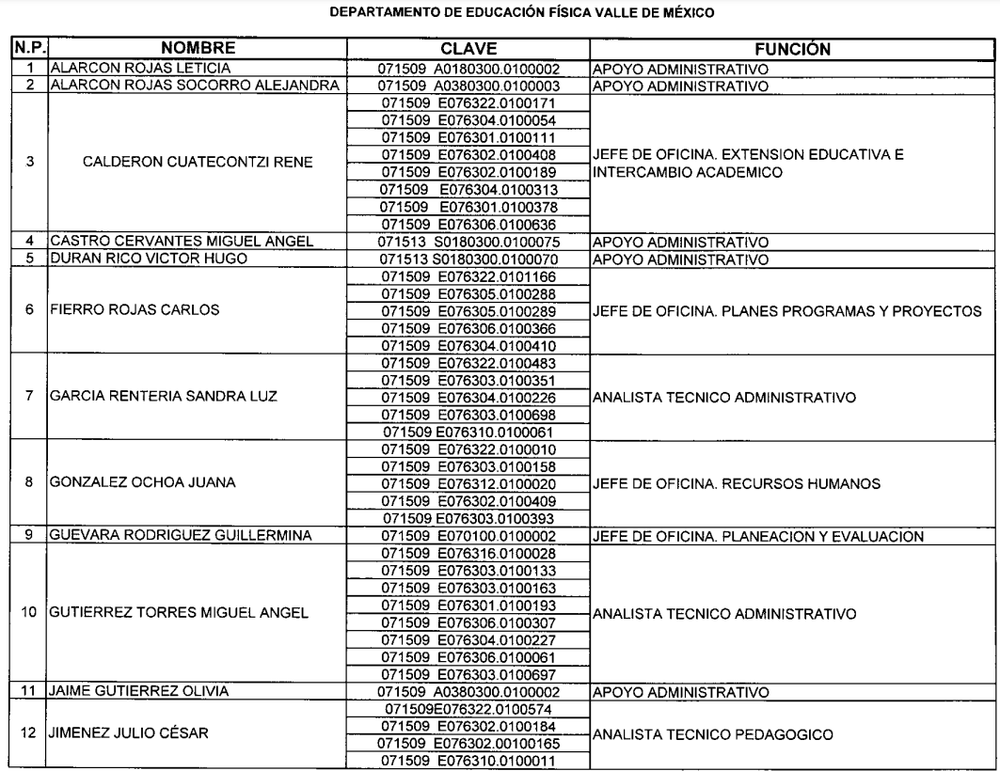 DEPARTAMENTO DE EDUCACIÓN FÍSICA VALLE DE MÉXICO
N.P. NOMBRE CLAVE FUNCIÓN
1 ALARCON ROJAS LETICIA 071509 A0180300.0100002 APOYO ADMINISTRATIVO
2 ALARCON ROJAS SOCORRO ALEJANDRA 071509 A0380300.0100003 APOYO ADMINISTRATIVO
3 CALDERON CUATECONTZI RENE
071509 E076322.0100171
071509 E076304.0100054
071509 E076301.0100111
071509 E076302.0100408
071509 E076302.0100189
071509 E076304.0100313
071509 E076301.0100378
071509 E076306.0100636
JEFE DE OFICINA. EXTENSION EDUCATIVA E
INTERCAMBIO ACADEMICO
4 CASTRO CERVANTES MIGUEL ANGEL 071513 S0180300.0100075 APOYO ADMINISTRATIVO
5 DURAN RICO VICTOR HUGO 071513 S0180300.0100070 APOYO ADMINISTRATIVO
6 FIERRO ROJAS CARLOS
071509 E076322.0101166
071509 E076305.0100288
071509 E076305.0100289
071509 E076306.0100366
071509 E076304.0100410
JEFE DE OFICINA. PLANES PROGRAMAS Y PROYECTOS
7 GARCIA RENTERIA SANDRA LUZ
071509 E076322.0100483
071509 E076303.0100351
071509 E076304.0100226
071509 E076303.0100698
071509 E076310.0100061
ANALISTA TECNICO ADMINISTRATIVO
8 GONZALEZ OCHOA JUANA
071509 E076322.0100010
071509 E076303.0100158
071509 E076312.0100020
071509 E076302.0100409
071509 E076303.0100393
JEFE DE OFICINA. RECURSOS HUMANOS
9 GUEVARA RODRIGUEZ GUILLERMINA 071509 E070100.0100002 JEFE DE OFICINA. PLANEACION Y EVALUACIÓN
10 GUTIERREZ TORRES MIGUEL ANGEL
071509 E076316.0100028
071509 E076303.0100133
071509 E076303.0100163
071509 E076301.0100193
071509 E076306.0100307
071509 E076304.0100227
071509 E076306.0100061
071509 E076303.0100697
ANALISTA TECNICO ADMINISTRATIVO
11 JAIME GUTIERREZ OLIVIA 071509 A0380300.0100002 APOYO ADMINISTRATIVO
12 JIMENEZ JULIO CÉSAR
071509E076322.0100574
071509 E076302.0100184
071509 E076302.00100165
071509 E076310.0100011
ANALISTA TECNICO PEDAGOGICO